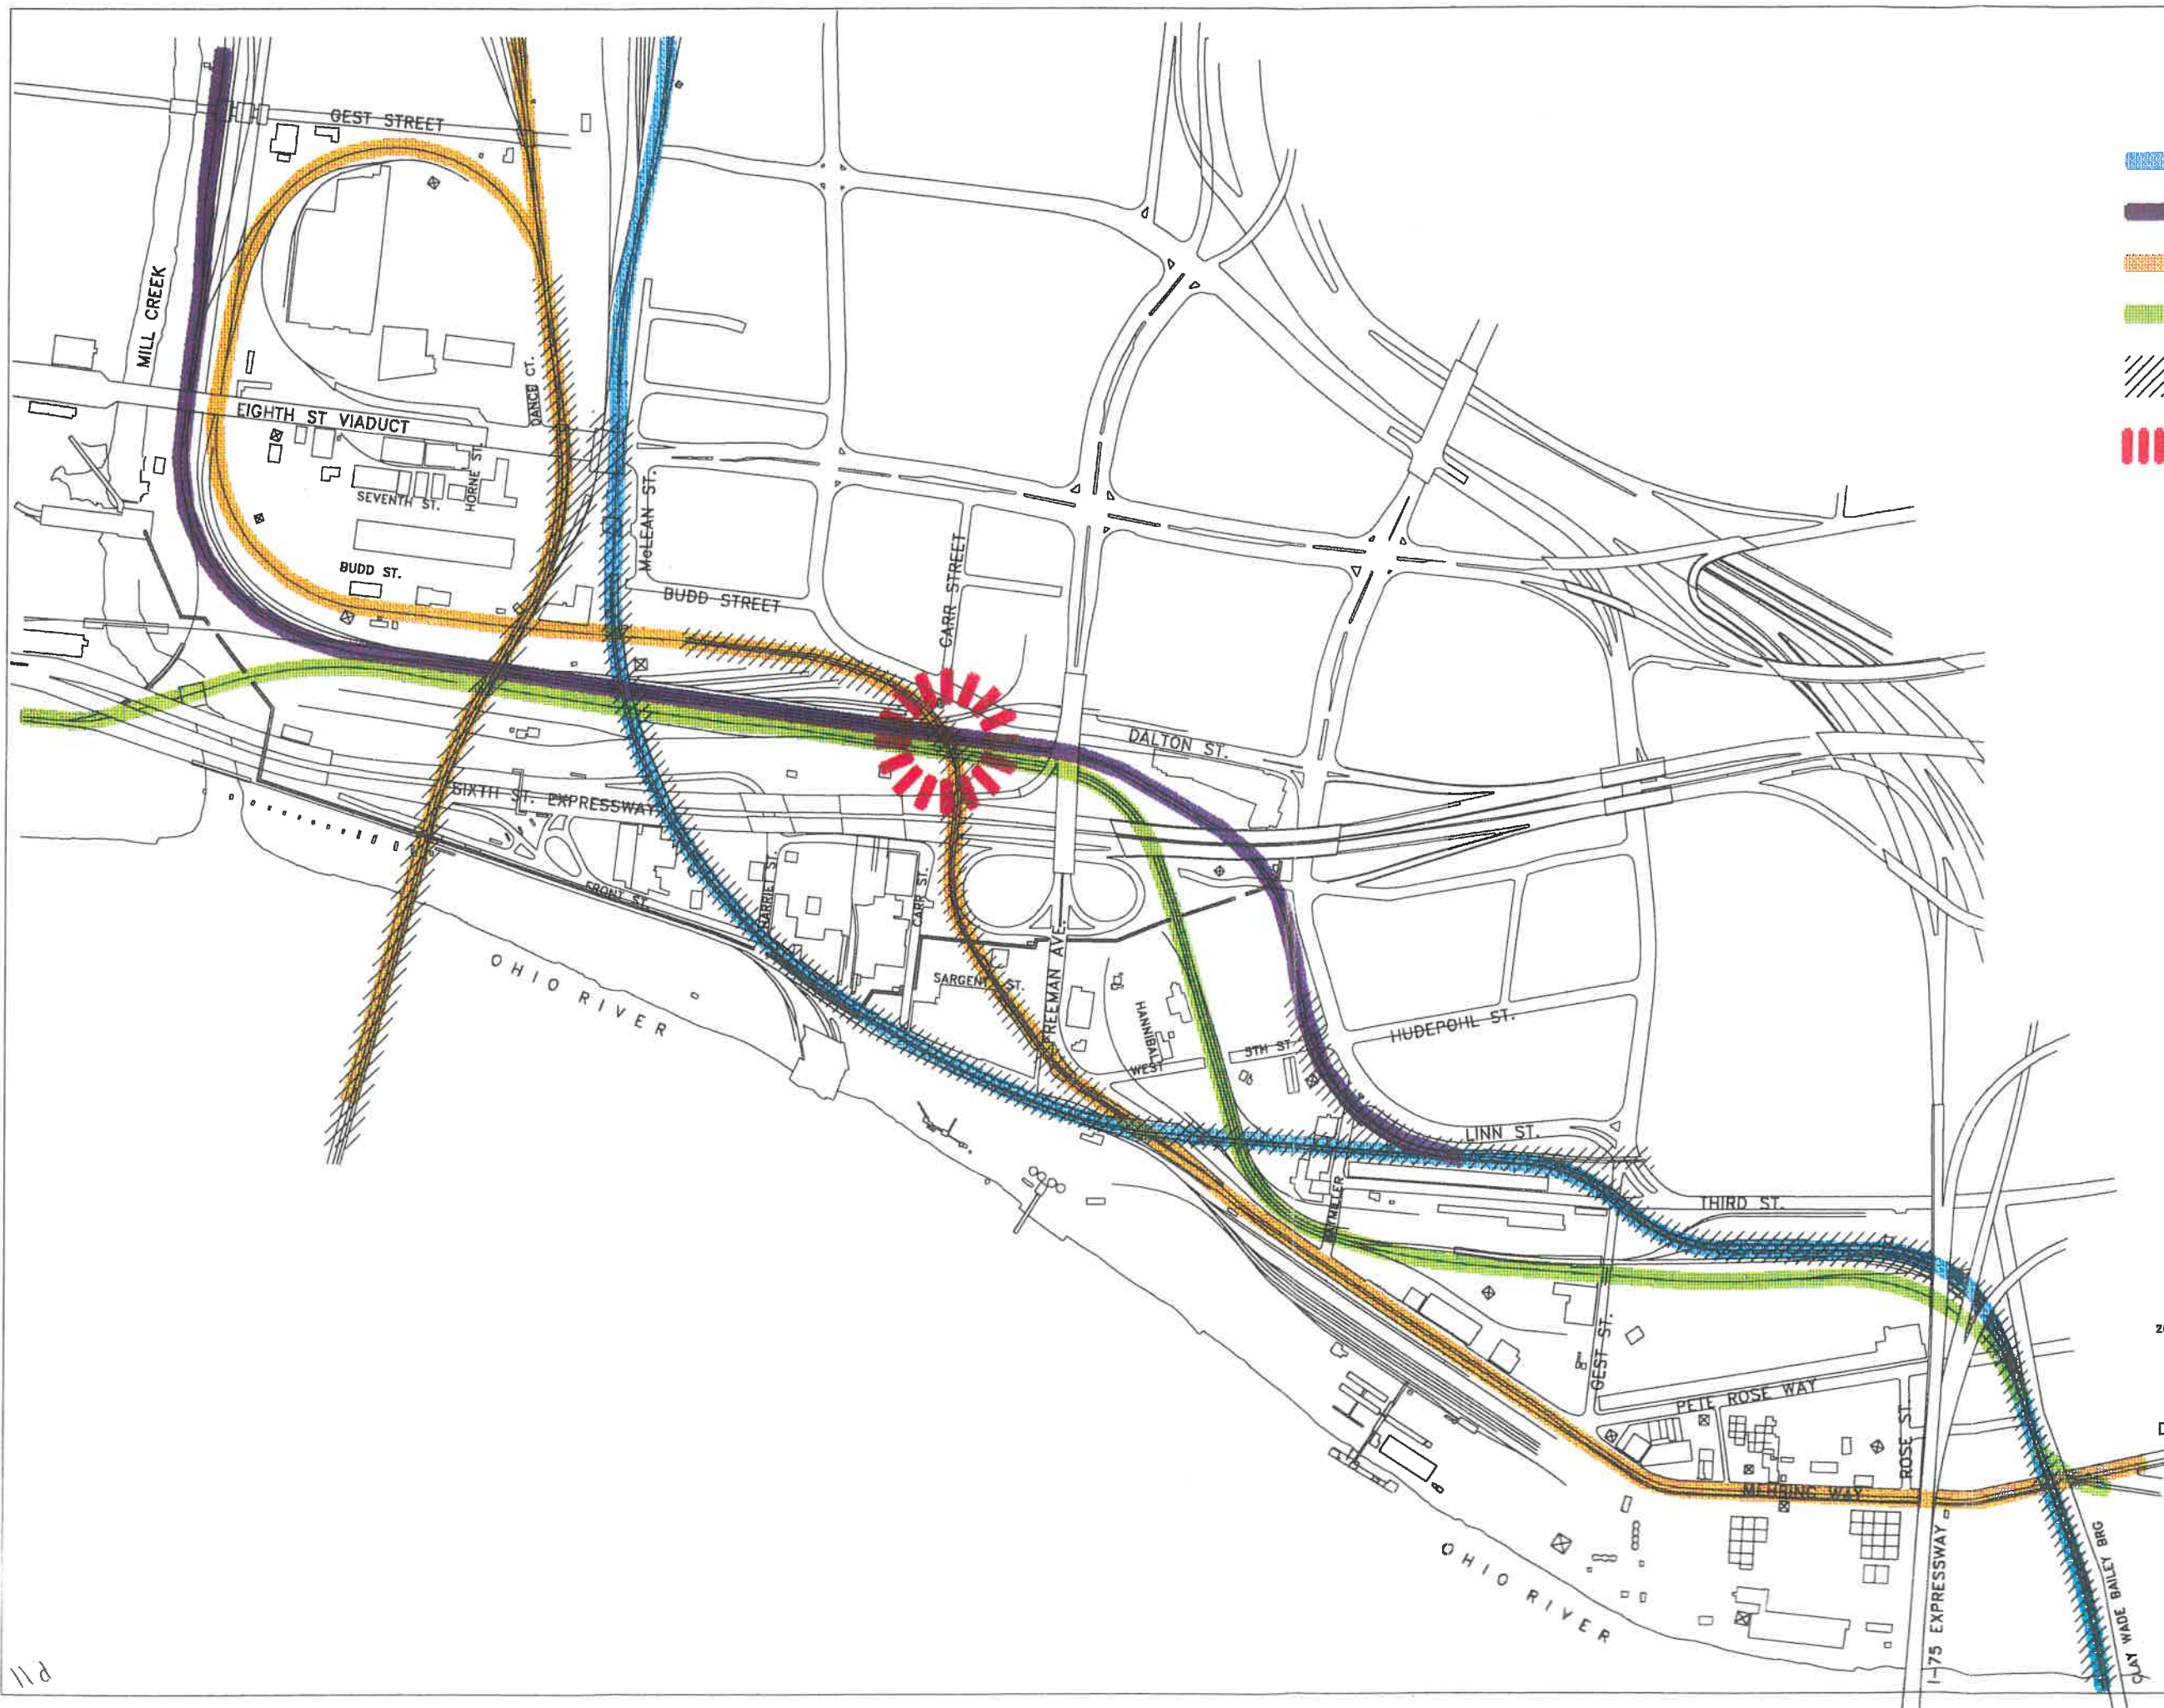 GEST STREET
MILL CREEK
DANCE CT.
EIGHTH ST VIADUCT
HORNE ST.
SEVENTH ST.
McLEAN ST.
BUDD ST.
BUDD STREET
CARR STREET
DALTON ST.
SIXTH ST. EXPRESSWAY
FRONT ST.
HARRIET ST.
CARR ST.
OHIO RIVER
SARGENT ST.
FREEMAN AVE.
HANNIBAL
WEST
5TH ST.
HUDEPOHL ST.
LINN ST.
THIRD ST.
GEST ST.
PETE ROSE WAY
ROSE ST.
MEHRING WAY
OHIO RIVER
I-75 EXPRESSWAY
CLAY WADE BAILEY BRG